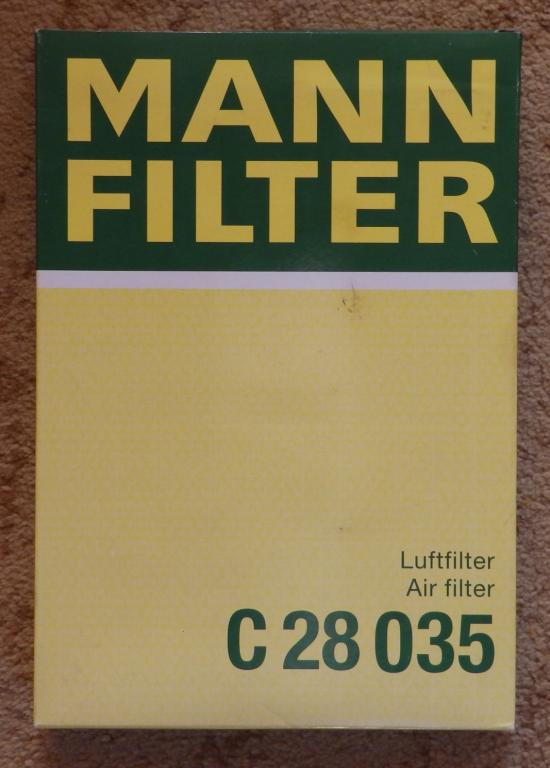 MANN
FILTER
Luftfilter
Air filter
C 28 035